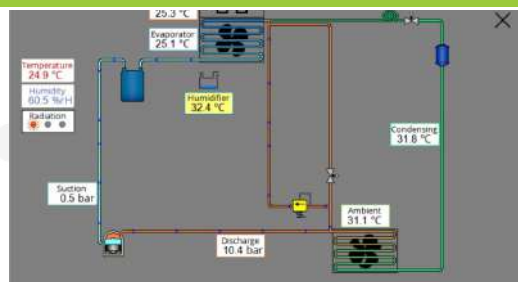 25.3 °C
Evaporator
25.1 °C
Temperature
24.9 °C
Humidity
60.5 %rH
Radiation
Humidifier
32.4 °C
Condensing
31.6 °C
Suction
0.5 bar
Ambient
31.1 °C
Discharge
10.4 bar